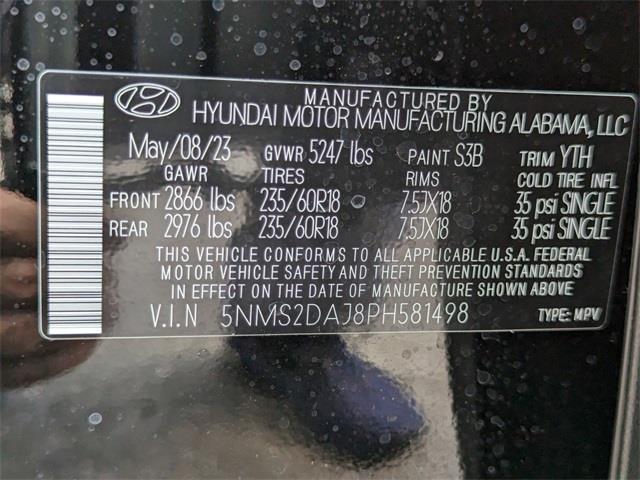 MANUFACTURED BY
HYUNDAI MOTOR MANUFACTURING ALABAMA, LLC
May/08/23 GVWR 5247 lbs PAINT S3B TRIM YTH
GAWR TIRES RIMS COLD TIRE INFL
FRONT 2866 lbs 235/60R18 7.5JX18 35 psi SINGLE
REAR 2976 lbs 235/60R18 7.5JX18 35 psi SINGLE
THIS VEHICLE CONFORMS TO ALL APPLICABLE U.S.A. FEDERAL
MOTOR VEHICLE SAFETY AND THEFT PREVENTION STANDARDS
IN EFFECT ON THE DATE OF MANUFACTURE SHOWN ABOVE
V.I.N 5NMS2DAJ8PH581498 TYPE: MPV